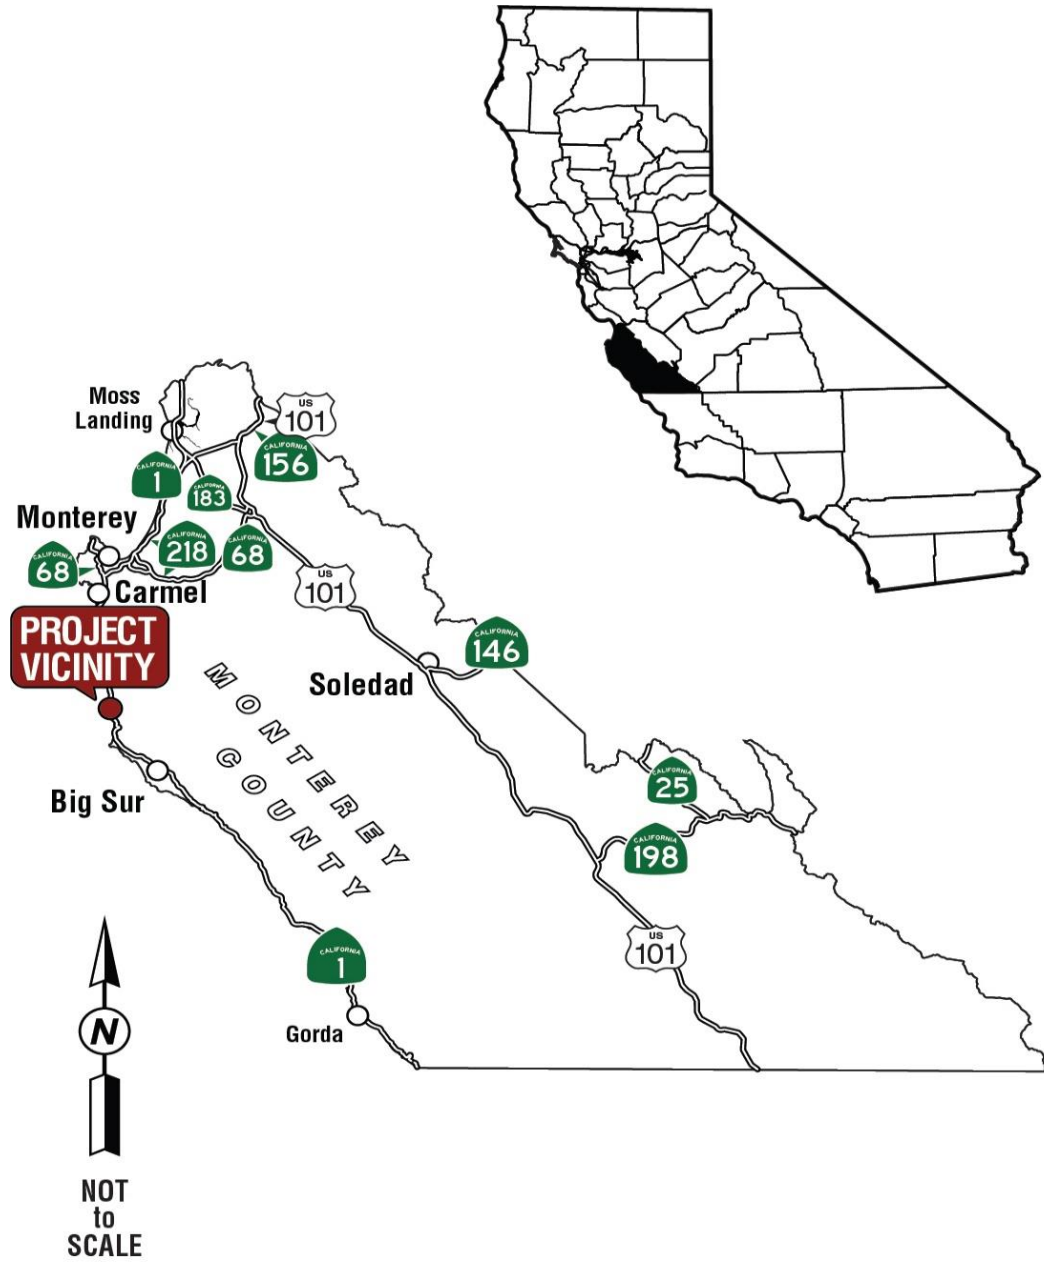 Moss
Landing
US
101
CALIFORNIA
156
CALIFORNIA
1
CALIFORNIA
183
Monterey
CALIFORNIA
218
CALIFORNIA
68
CALIFORNIA
68
Carmel
US
101
PROJECT
VICINITY
CALIFORNIA
146
Soledad
MONTEREY
COUNTY
CALIFORNIA
25
Big Sur
CALIFORNIA
198
US
101
CALIFORNIA
1
Gorda
N
NOT
to
SCALE